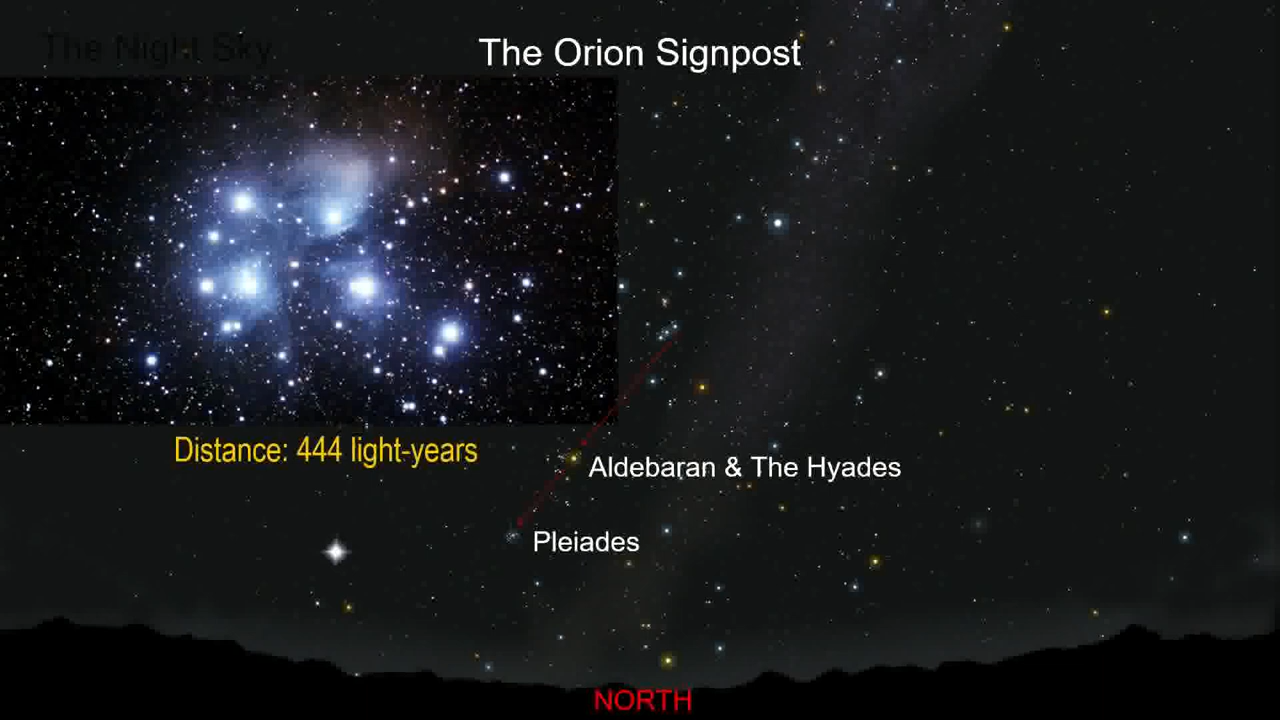 The Night Sky
The Orion Signpost
Distance: 444 light-years
Aldebaran & The Hyades
Pleiades
NORTH